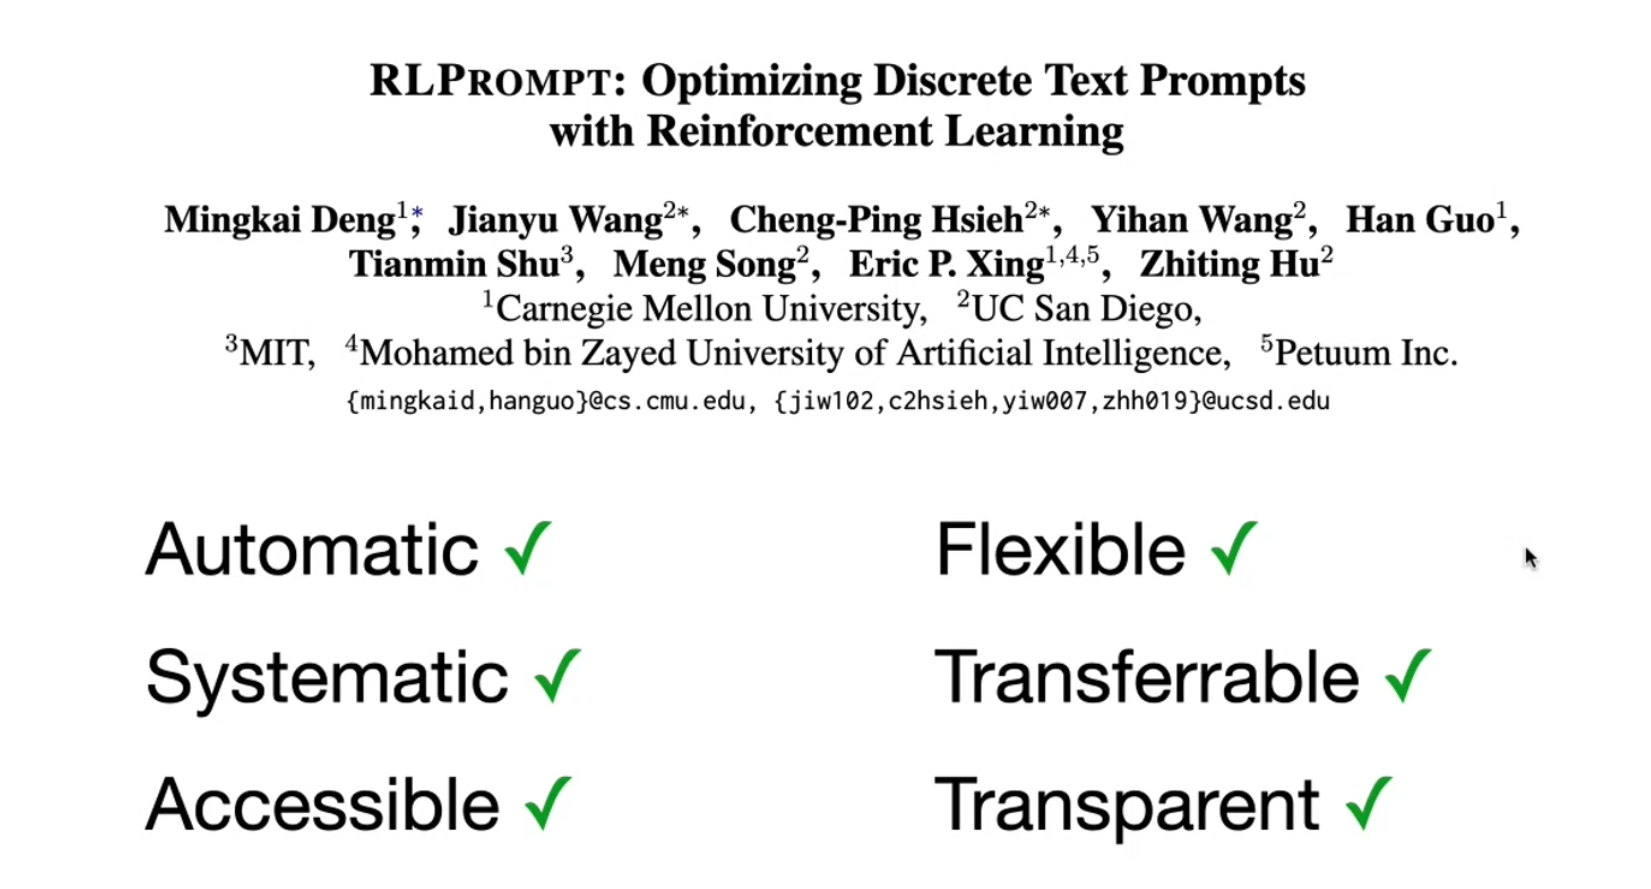 RLPROMPT: Optimizing Discrete Text Prompts
with Reinforcement Learning
Mingkai Deng¹*, Jianyu Wang²*, Cheng-Ping Hsieh²*, Yihan Wang², Han Guo¹,
Tianmin Shu³, Meng Song², Eric P. Xing¹,⁴,⁵, Zhiting Hu²
¹Carnegie Mellon University, ²UC San Diego,
³MIT, ⁴Mohamed bin Zayed University of Artificial Intelligence, ⁵Petuum Inc.
{mingkaid,hanguo}@cs.cmu.edu, {jiw102,c2hsieh,yiw007,zhh019}@ucsd.edu
Automatic ✓
Systematic ✓
Accessible ✓
Flexible ✓
Transferrable ✓
Transparent ✓